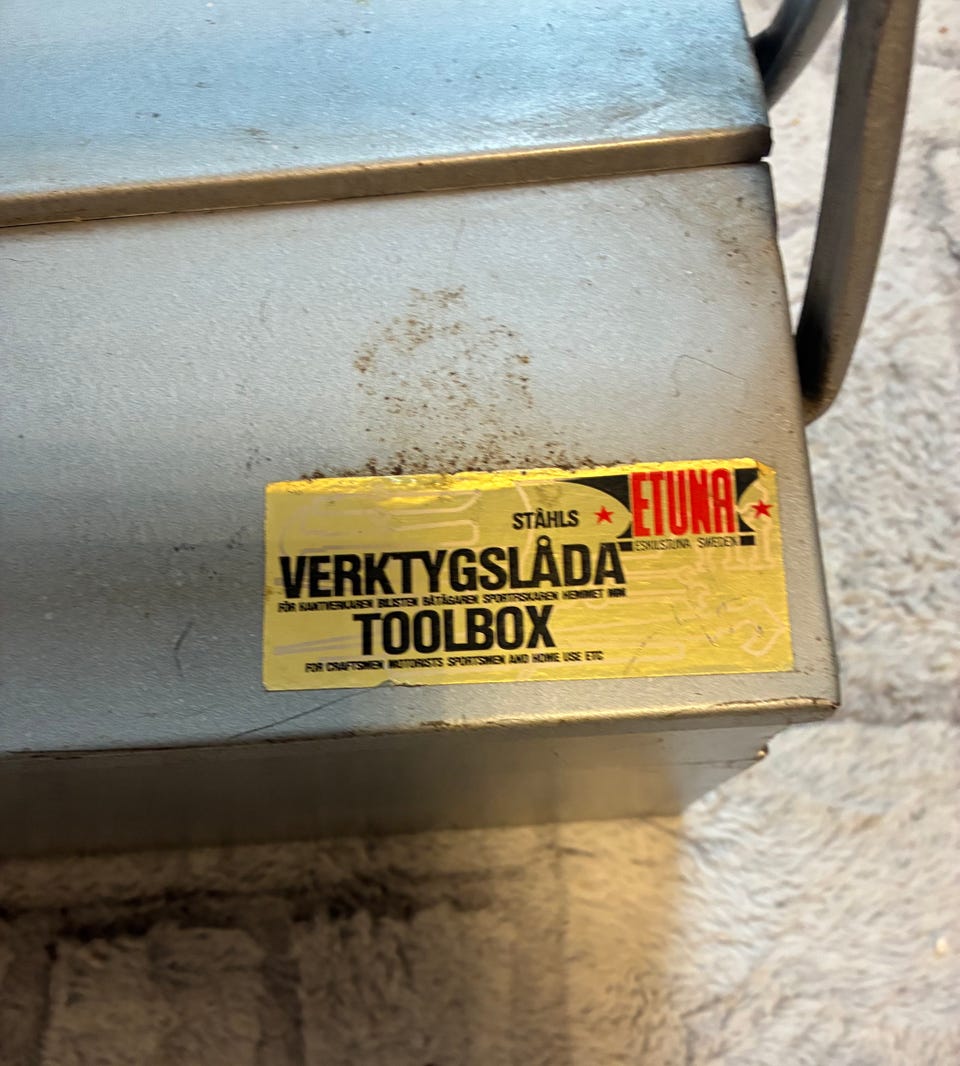 STÅHLS ★ ETUNA ★
ESKILSTUNA SWEDEN
VERKTYGSLÅDA
FÖR HANTVERKAREN BILISTEN BÅTÄGAREN SPORTFISKAREN HEMMET MM
TOOLBOX
FOR CRAFTSMEN MOTORISTS SPORTSMEN AND HOME USE ETC